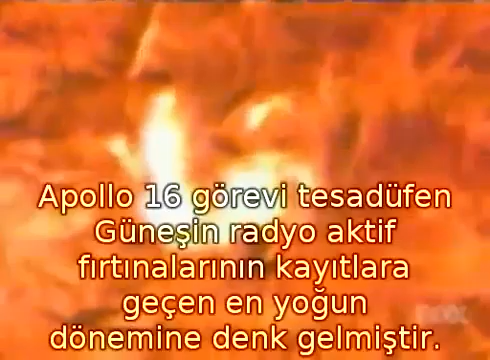 Apollo 16 görevi tesadüfen
Güneşin radyo aktif
fırtınalarının kayıtlara
geçen en yoğun
dönemine denk gelmiştir.